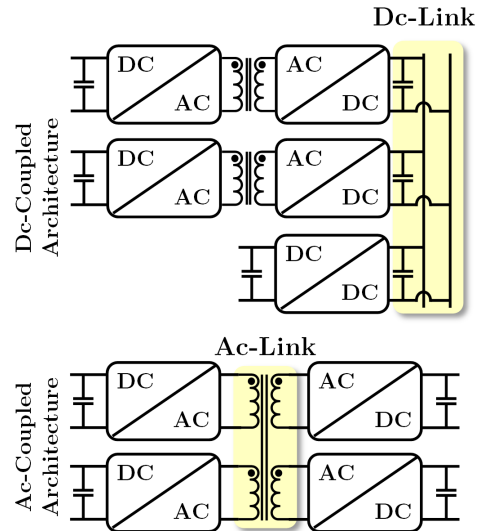 Dc-Link
DC
AC
AC
DC
DC
AC
AC
DC
DC
DC
Dc-Coupled
Architecture
Ac-Link
DC
AC
AC
DC
DC
AC
AC
DC
Ac-Coupled
Architecture